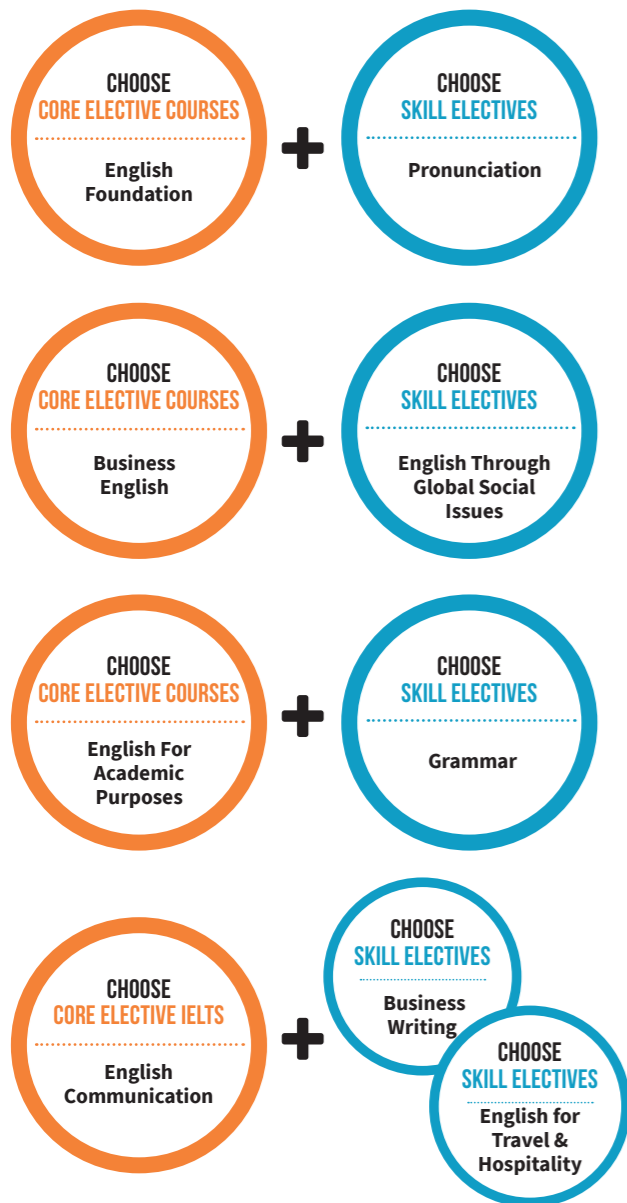 CHOOSE
CORE ELECTIVE COURSES
English
Foundation
+
CHOOSE
SKILL ELECTIVES
Pronunciation
CHOOSE
CORE ELECTIVE COURSES
Business
English
+
CHOOSE
SKILL ELECTIVES
English Through
Global Social
Issues
CHOOSE
CORE ELECTIVE COURSES
English For
Academic
Purposes
+
CHOOSE
SKILL ELECTIVES
Grammar
CHOOSE
CORE ELECTIVE IELTS
English
Communication
+
CHOOSE
SKILL ELECTIVES
Business
Writing
CHOOSE
SKILL ELECTIVES
English for
Travel &
Hospitality